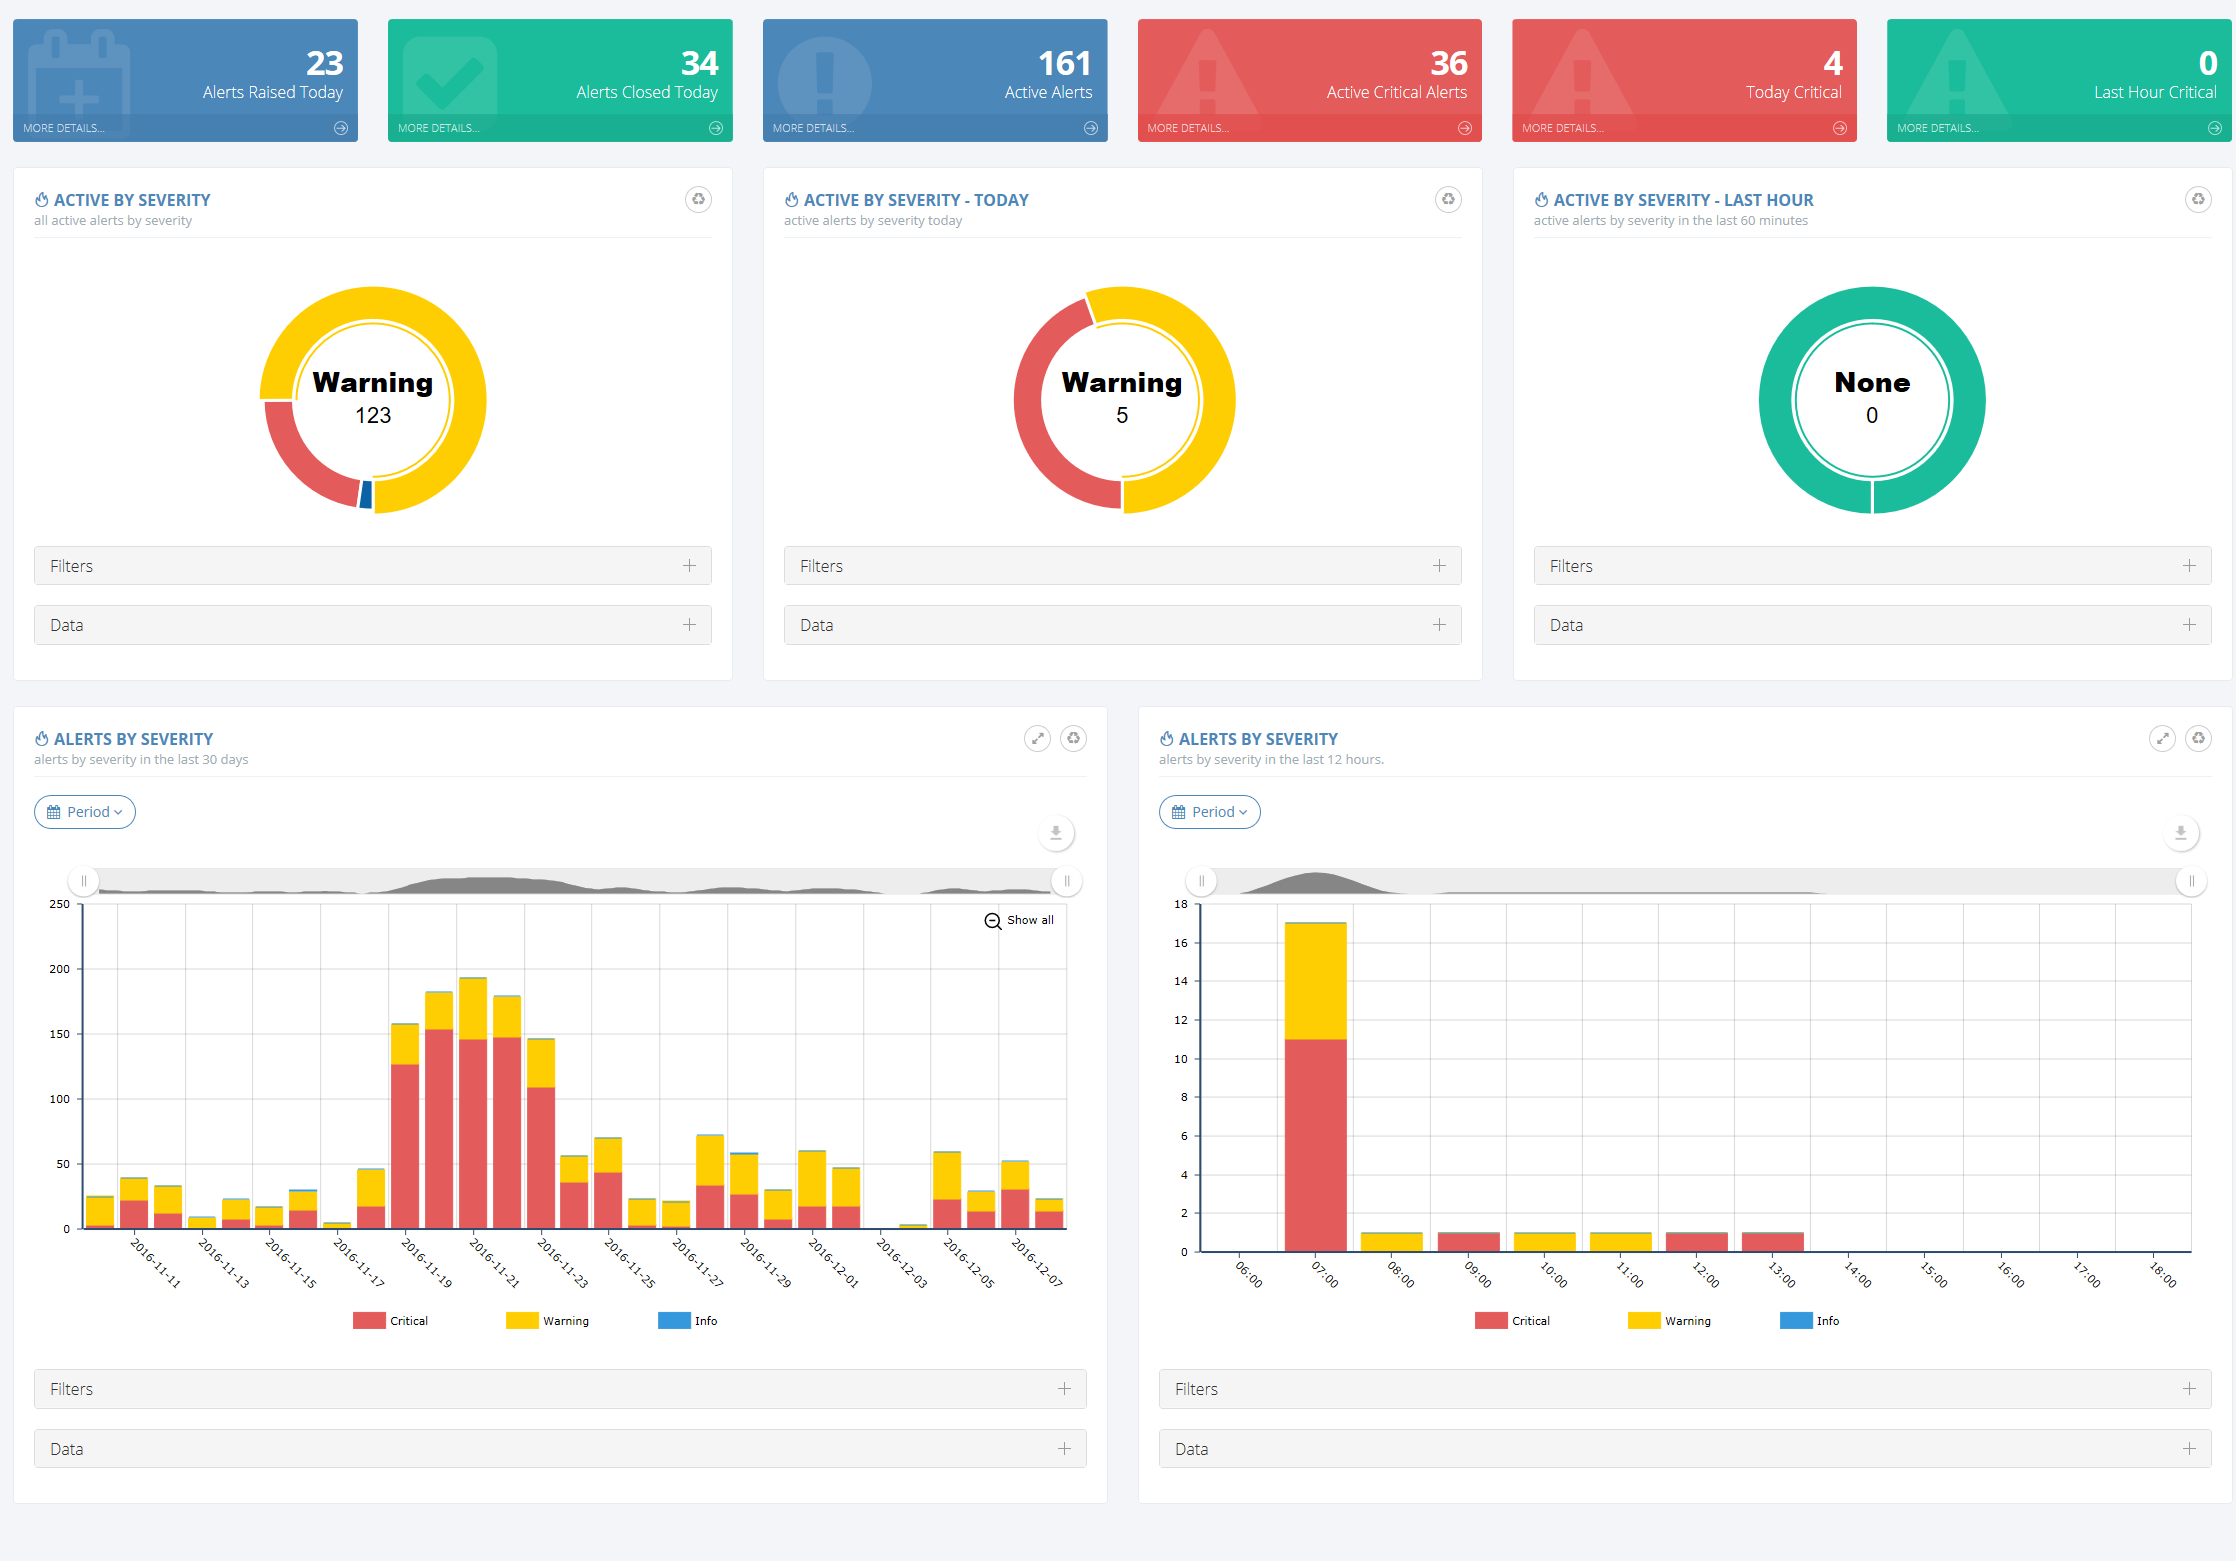 23
Alerts Raised Today
MORE DETAILS...
34
Alerts Closed Today
MORE DETAILS...
161
Active Alerts
MORE DETAILS...
36
Active Critical Alerts
MORE DETAILS...
4
Today Critical
MORE DETAILS...
0
Last Hour Critical
MORE DETAILS...
ACTIVE BY SEVERITY
all active alerts by severity
Warning
123
Filters
Data
ACTIVE BY SEVERITY - TODAY
active alerts by severity today
Warning
5
Filters
Data
ACTIVE BY SEVERITY - LAST HOUR
active alerts by severity in the last 60 minutes
None
0
Filters
Data
ALERTS BY SEVERITY
alerts by severity in the last 30 days
Period
Show all
250
200
150
100
50
0
2016-11-11
2016-11-13
2016-11-15
2016-11-17
2016-11-19
2016-11-21
2016-11-23
2016-11-25
2016-11-27
2016-11-29
2016-12-01
2016-12-03
2016-12-05
2016-12-07
Critical
Warning
Info
Filters
Data
ALERTS BY SEVERITY
alerts by severity in the last 12 hours.
Period
18
16
14
12
10
8
6
4
2
0
06:00
07:00
08:00
09:00
10:00
11:00
12:00
13:00
14:00
15:00
16:00
17:00
18:00
Critical
Warning
Info
Filters
Data